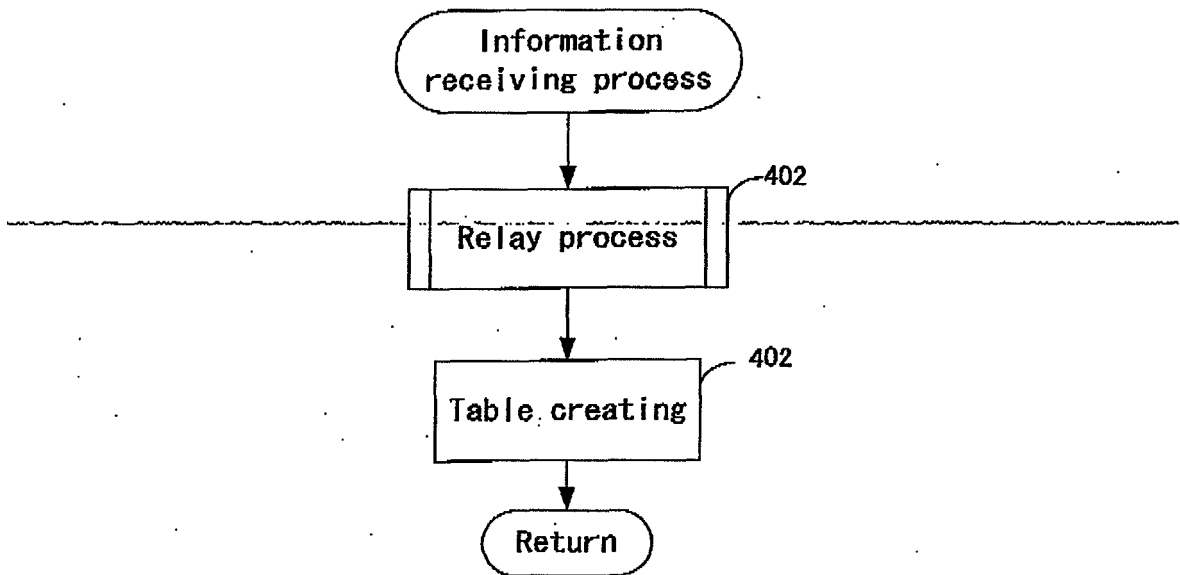 Information
receiving process
402
Relay process
402
Table creating
Return